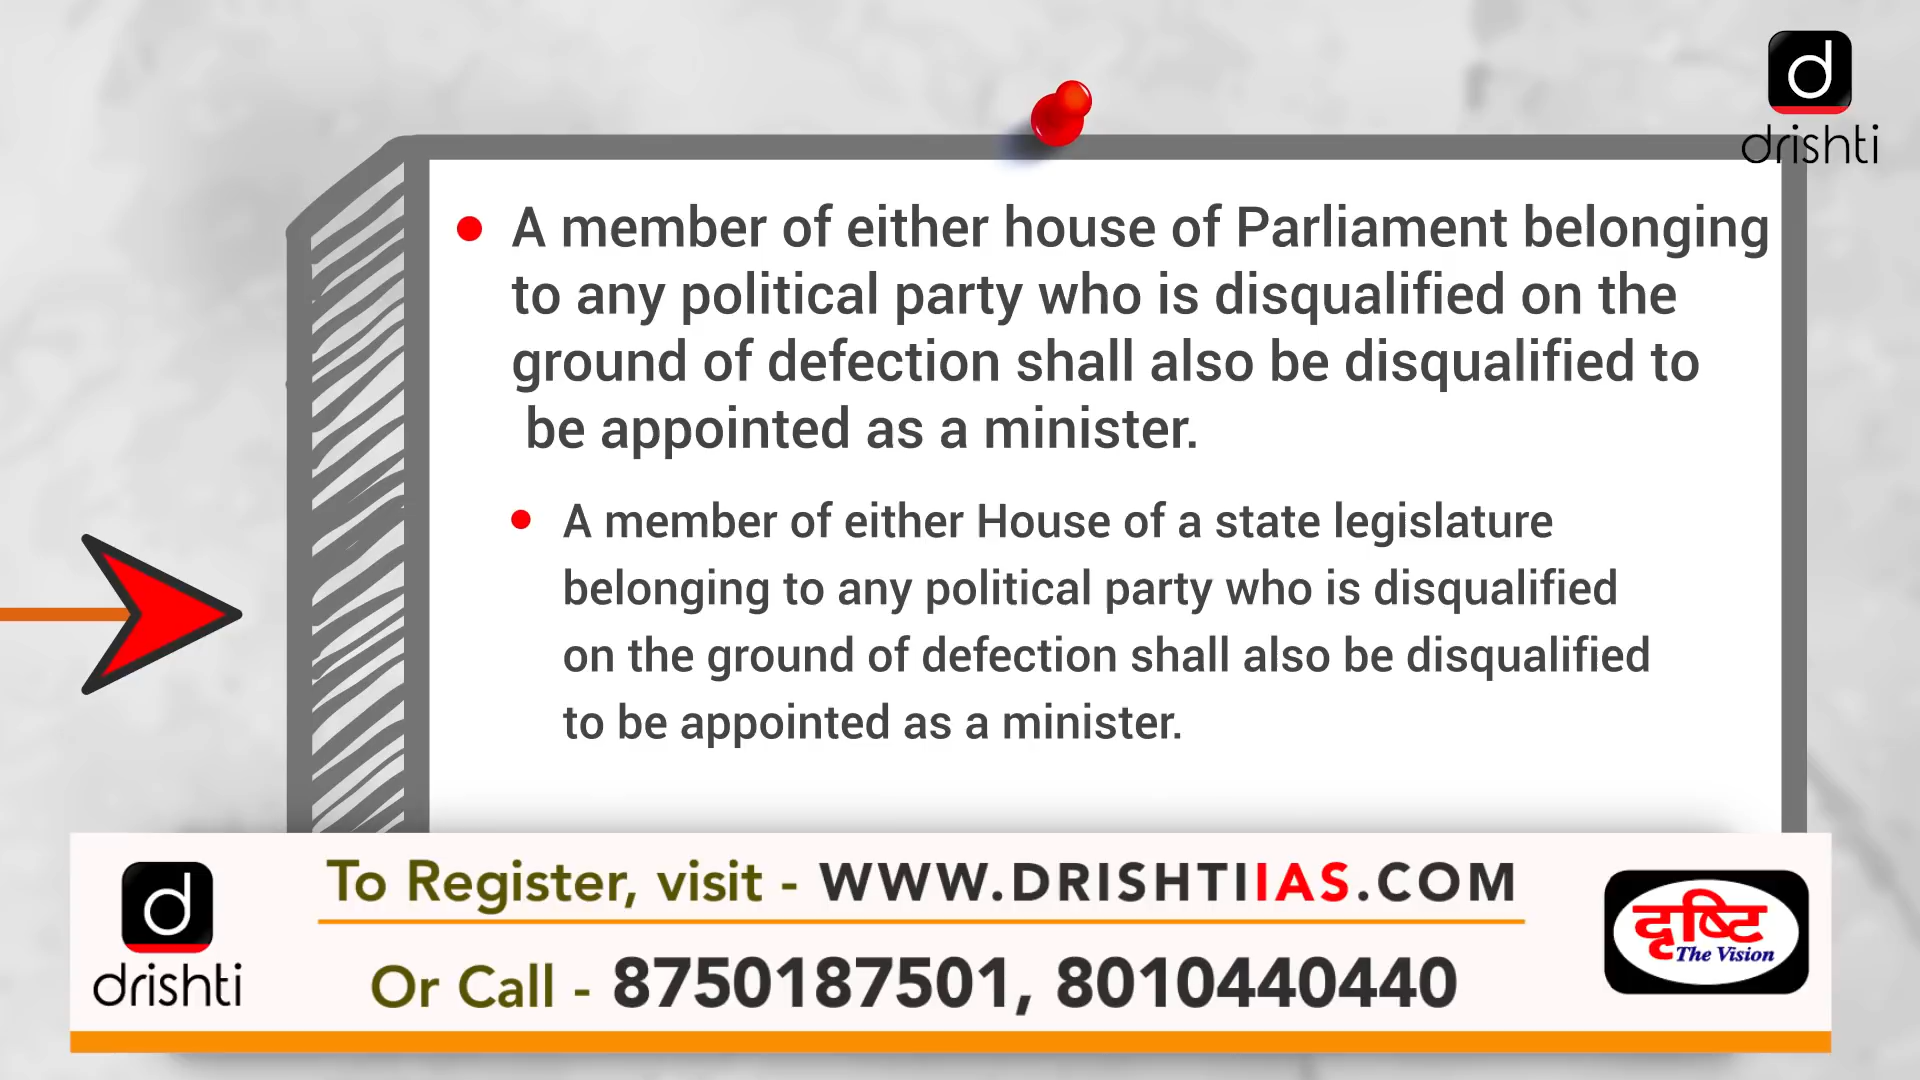 d
drishti
A member of either house of Parliament belonging
to any political party who is disqualified on the
ground of defection shall also be disqualified to
be appointed as a minister.
A member of either House of a state legislature
belonging to any political party who is disqualified
on the ground of defection shall also be disqualified
to be appointed as a minister.
d
drishti
To Register, visit - WWW.DRISHTIIAS.COM
Or Call - 8750187501, 8010440440
दृष्टि
The Vision